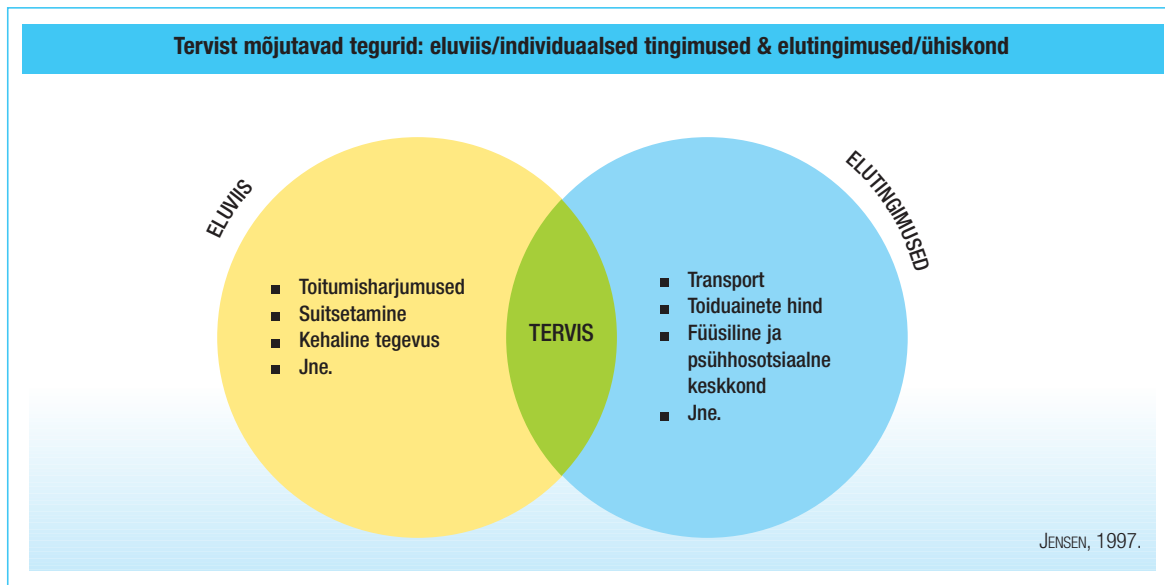 Tervist mõjutavad tegurid: eluviis/individuaalsed tingimused & elutingimused/ühiskond
ELUVIIS
Toitumisharjumused
Suitsetamine
Kehaline tegevus
Jne.
TERVIS
ELUTINGIMUSED
Transport
Toiduainete hind
Füüsiline ja
psühhosotsiaalne
keskkond
Jne.
JENSEN, 1997.